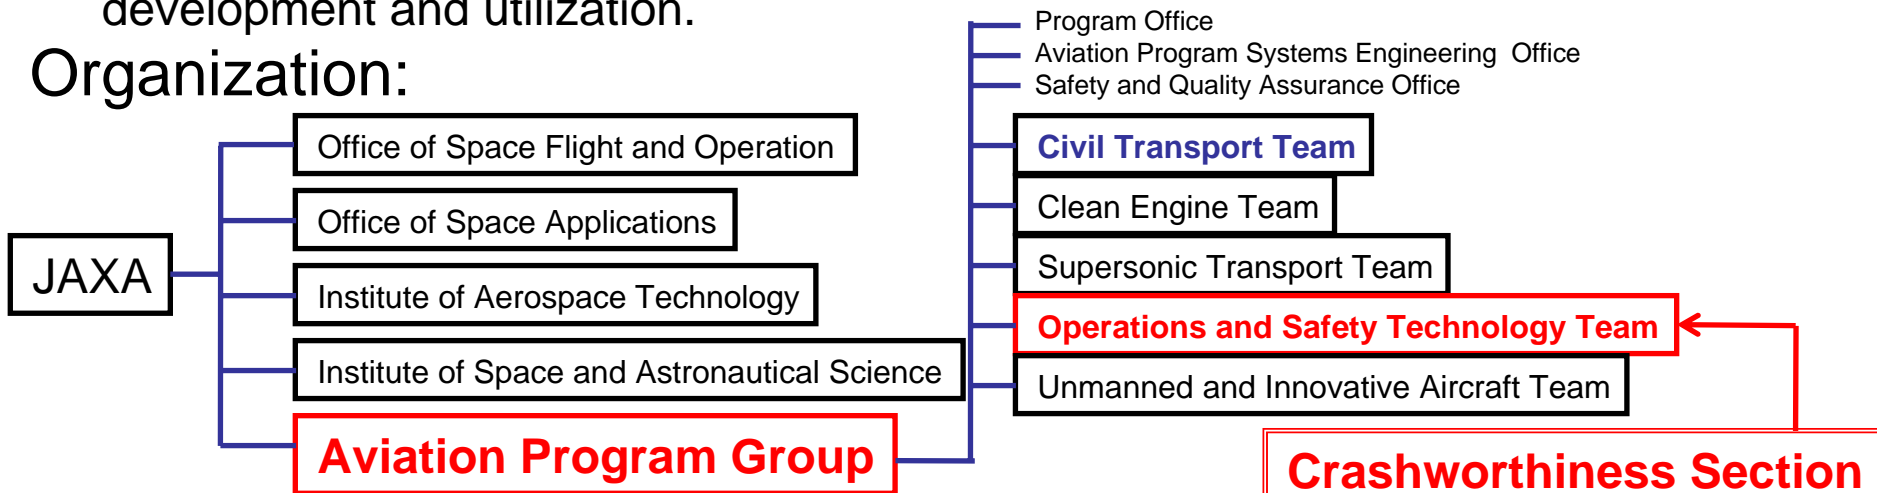 development and utilization.
Organization:
Program Office
Aviation Program Systems Engineering Office
Safety and Quality Assurance Office
JAXA
Office of Space Flight and Operation
Office of Space Applications
Institute of Aerospace Technology
Institute of Space and Astronautical Science
Aviation Program Group
Civil Transport Team
Clean Engine Team
Supersonic Transport Team
Operations and Safety Technology Team
Unmanned and Innovative Aircraft Team
Crashworthiness Section